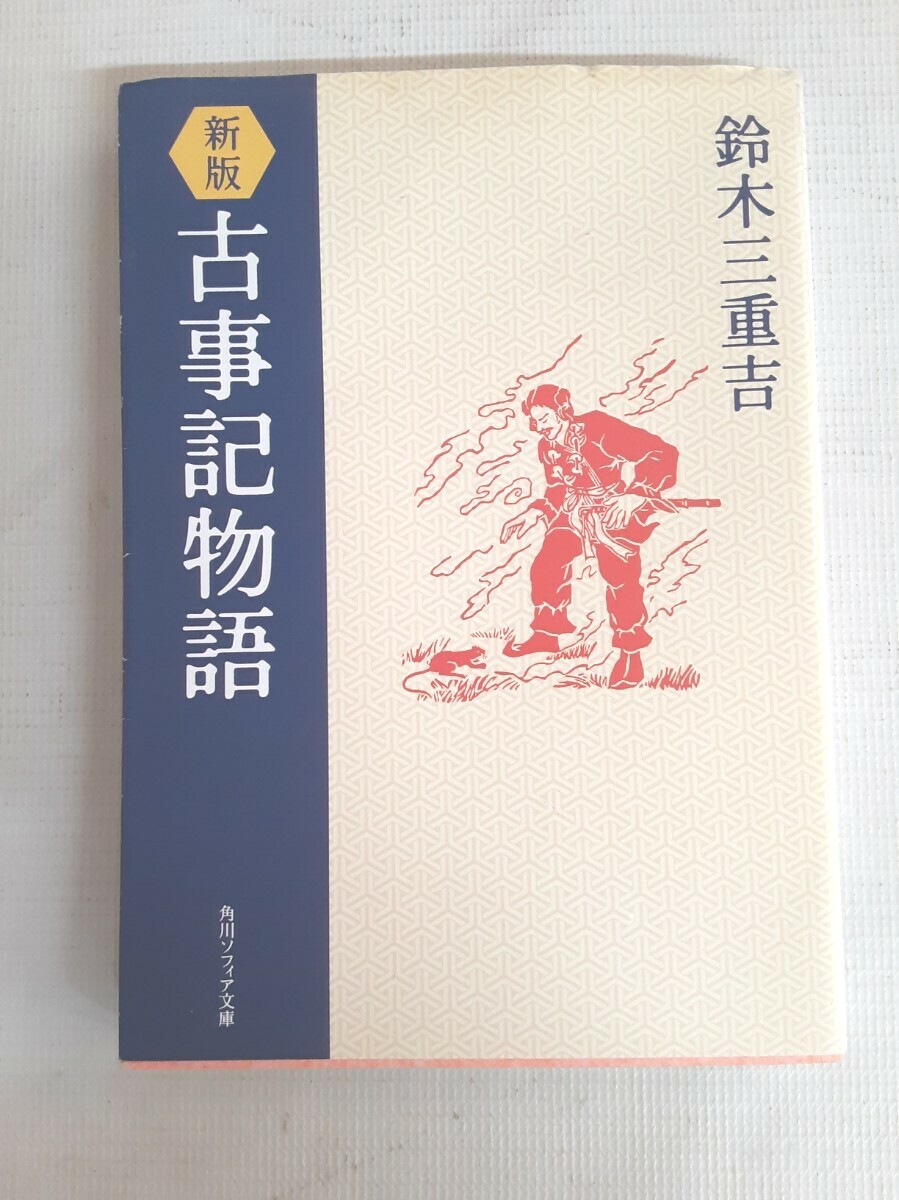 鈴木三重吉
新版
古事記物語
角川ソフィア文庫